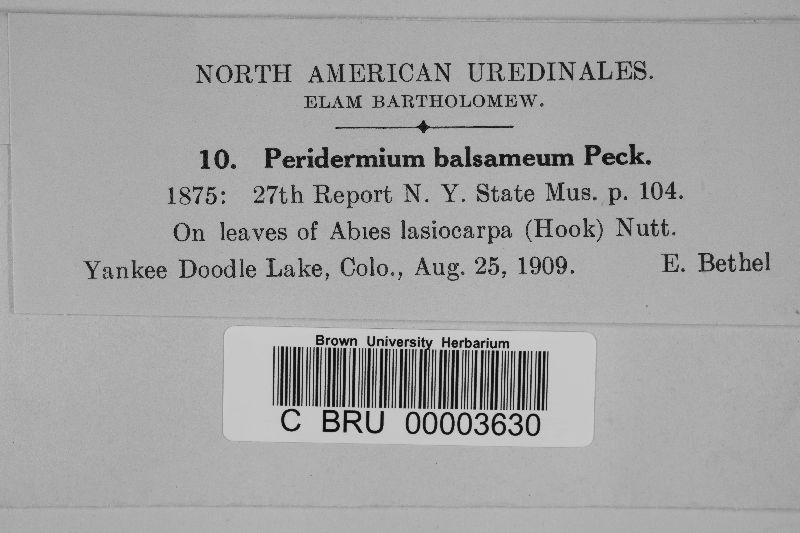 NORTH AMERICAN UREDINALES.
ELAM BARTHOLOMEW.
10. Peridermium balsameum Peck.
1875: 27th Report N. Y. State Mus. p. 104.
On leaves of Abies lasiocarpa (Hook) Nutt.
Yankee Doodle Lake, Colo., Aug. 25, 1909. E. Bethel
Brown University Herbarium
C BRU 00003630